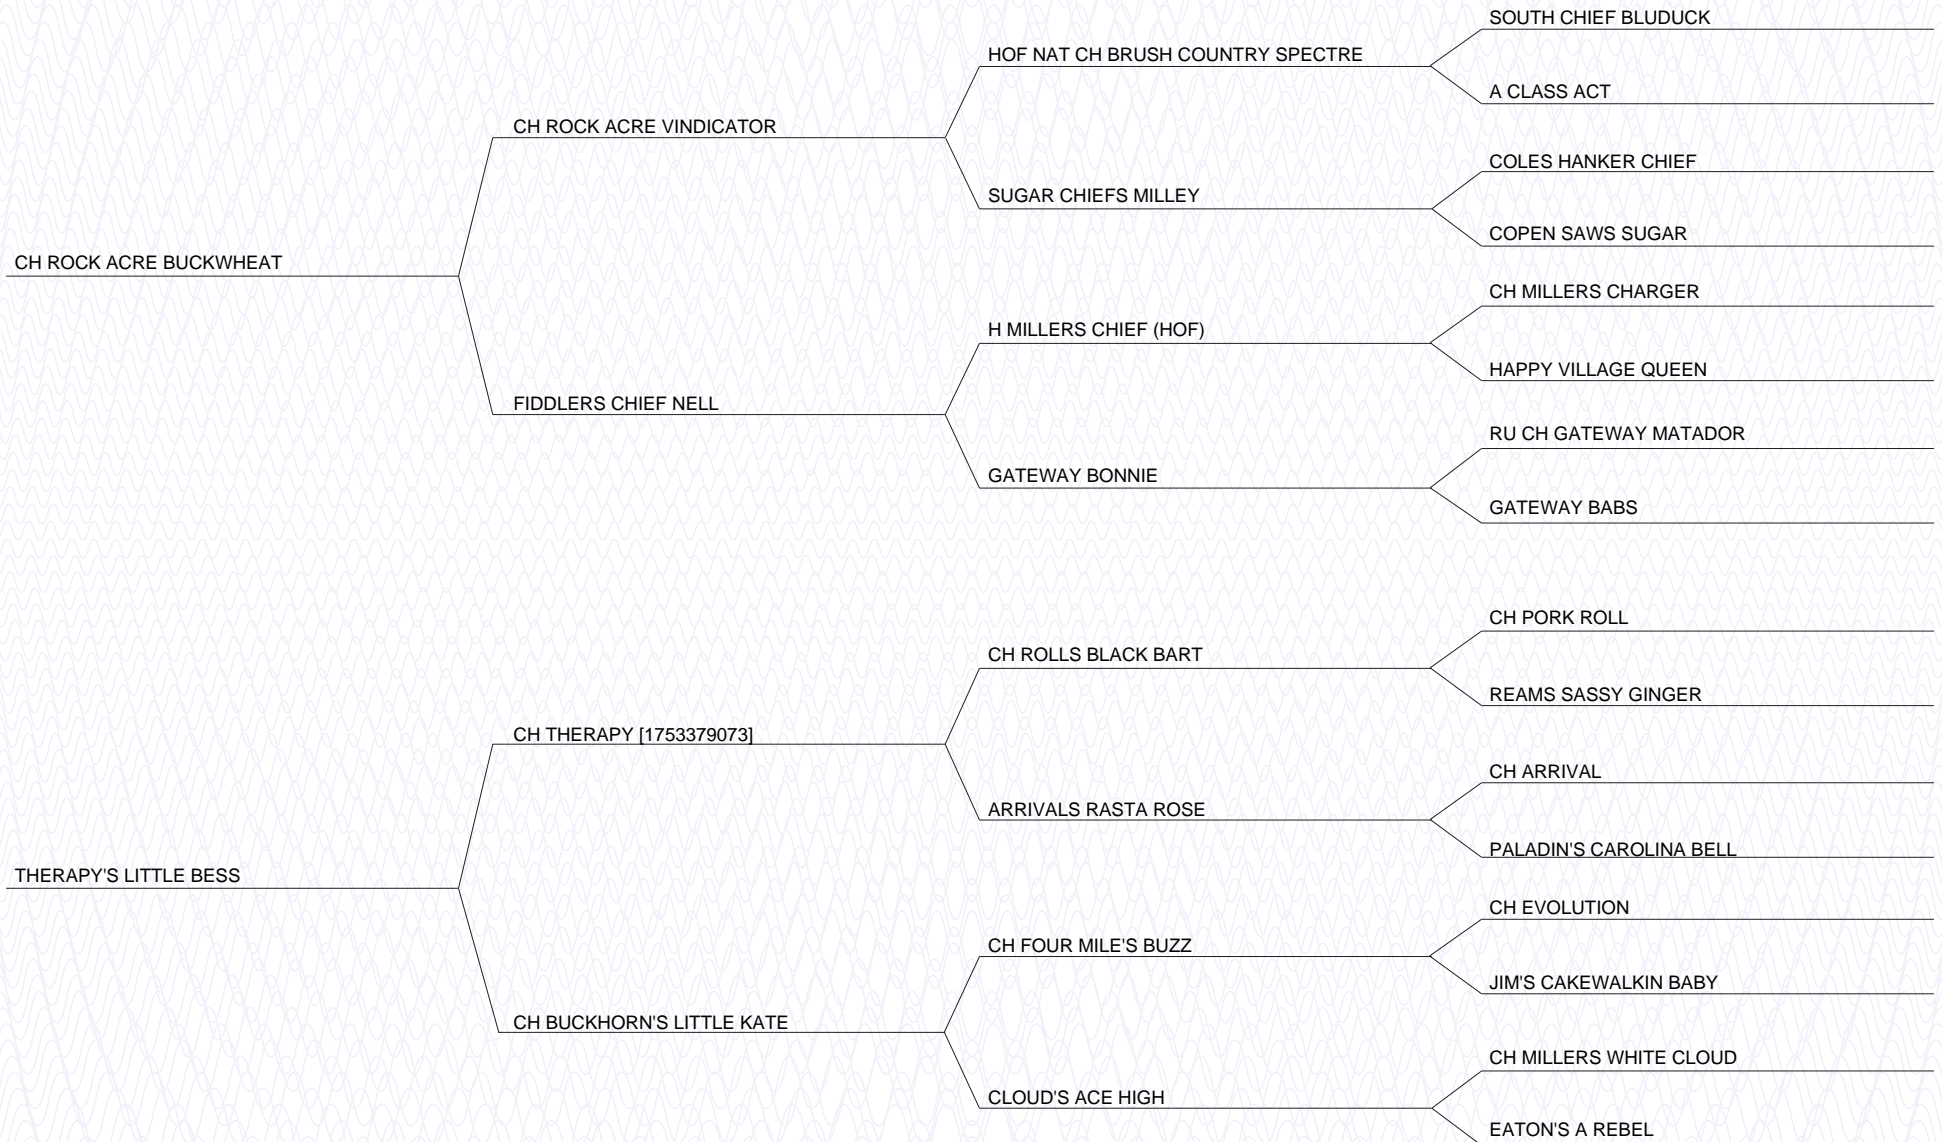 SOUTH CHIEF BLUDUCK
HOF NAT CH BRUSH COUNTRY SPECTRE
A CLASS ACT
CH ROCK ACRE VINDICATOR
COLES HANKER CHIEF
SUGAR CHIEFS MILLEY
COPEN SAWS SUGAR
CH ROCK ACRE BUCKWHEAT
CH MILLERS CHARGER
H MILLERS CHIEF (HOF)
HAPPY VILLAGE QUEEN
FIDDLERS CHIEF NELL
RU CH GATEWAY MATADOR
GATEWAY BONNIE
GATEWAY BABS
CH PORK ROLL
CH ROLLS BLACK BART
REAMS SASSY GINGER
CH THERAPY [1753379073]
CH ARRIVAL
ARRIVALS RASTA ROSE
PALADIN'S CAROLINA BELL
THERAPY'S LITTLE BESS
CH EVOLUTION
CH FOUR MILE'S BUZZ
JIM'S CAKEWALKIN BABY
CH BUCKHORN'S LITTLE KATE
CH MILLERS WHITE CLOUD
CLOUD'S ACE HIGH
EATON'S A REBEL